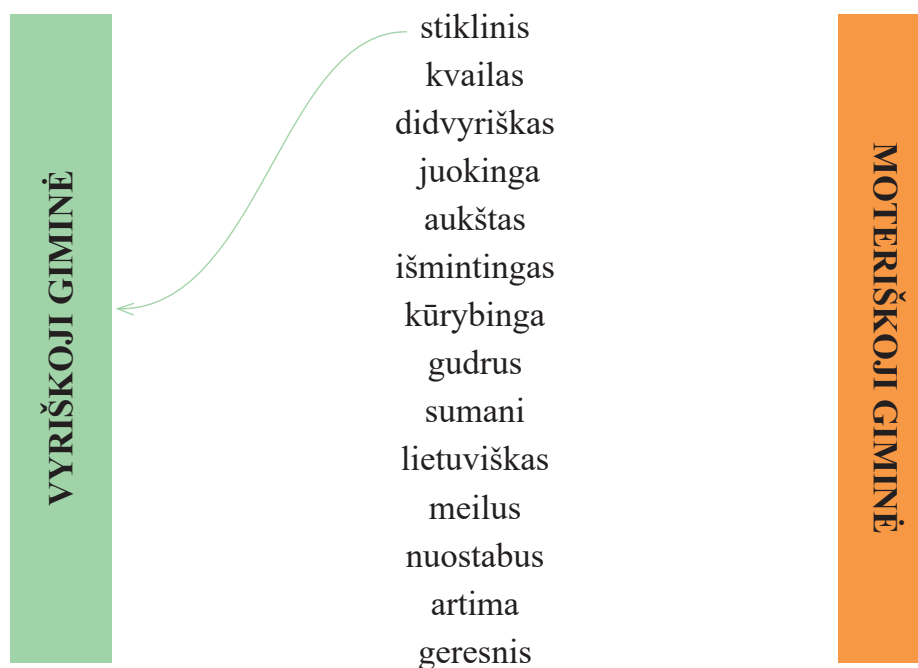 VYRIŠKOJI GIMINĖ
stiklinis
kvailas
didvyriškas
juokinga
aukštas
išmintingas
kūrybinga
gudrus
sumani
lietuviškas
meilus
nuostabus
artima
geresnis
MOTERIŠKOJI GIMINĖ